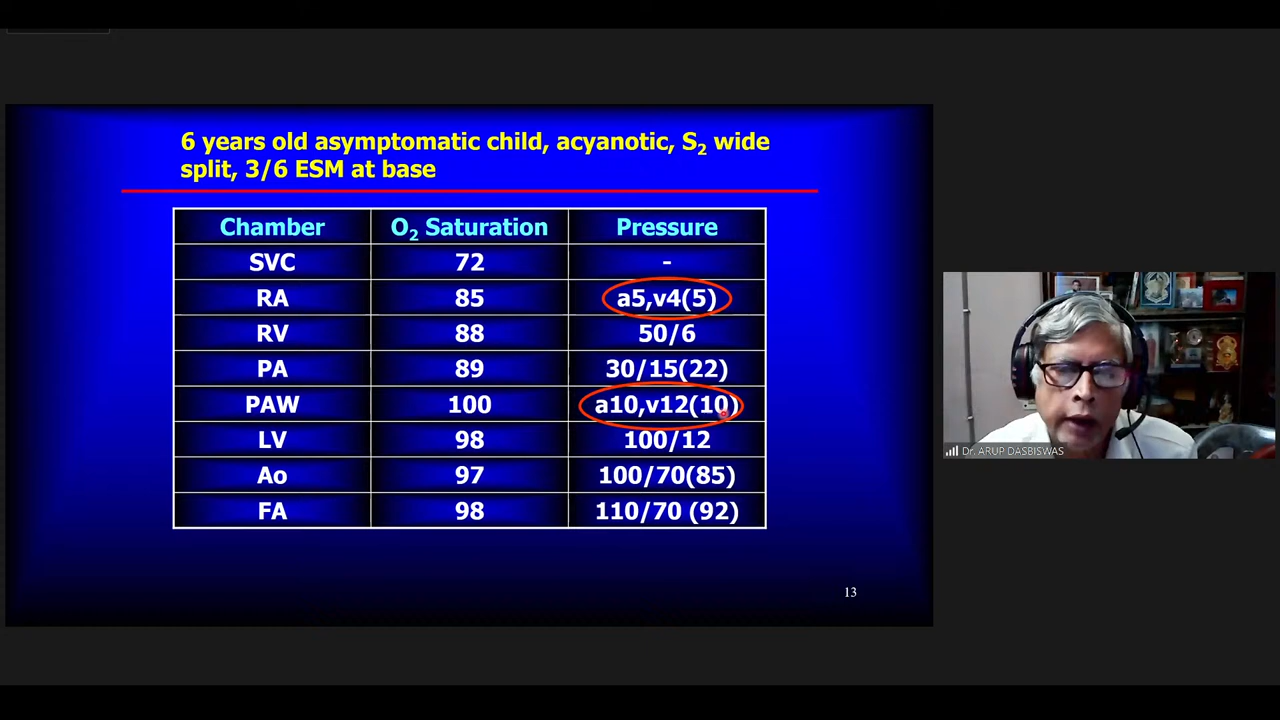 6 years old asymptomatic child, acyanotic, S₂ wide
split, 3/6 ESM at base
Chamber O₂ Saturation Pressure
SVC 72 -
RA 85 a5,v4(5)
RV 88 50/6
PA 89 30/15(22)
PAW 100 a10,v12(10)
LV 98 100/12
Ao 97 100/70(85)
FA 98 110/70 (92)
13
Dr. ARUP DASBISWAS